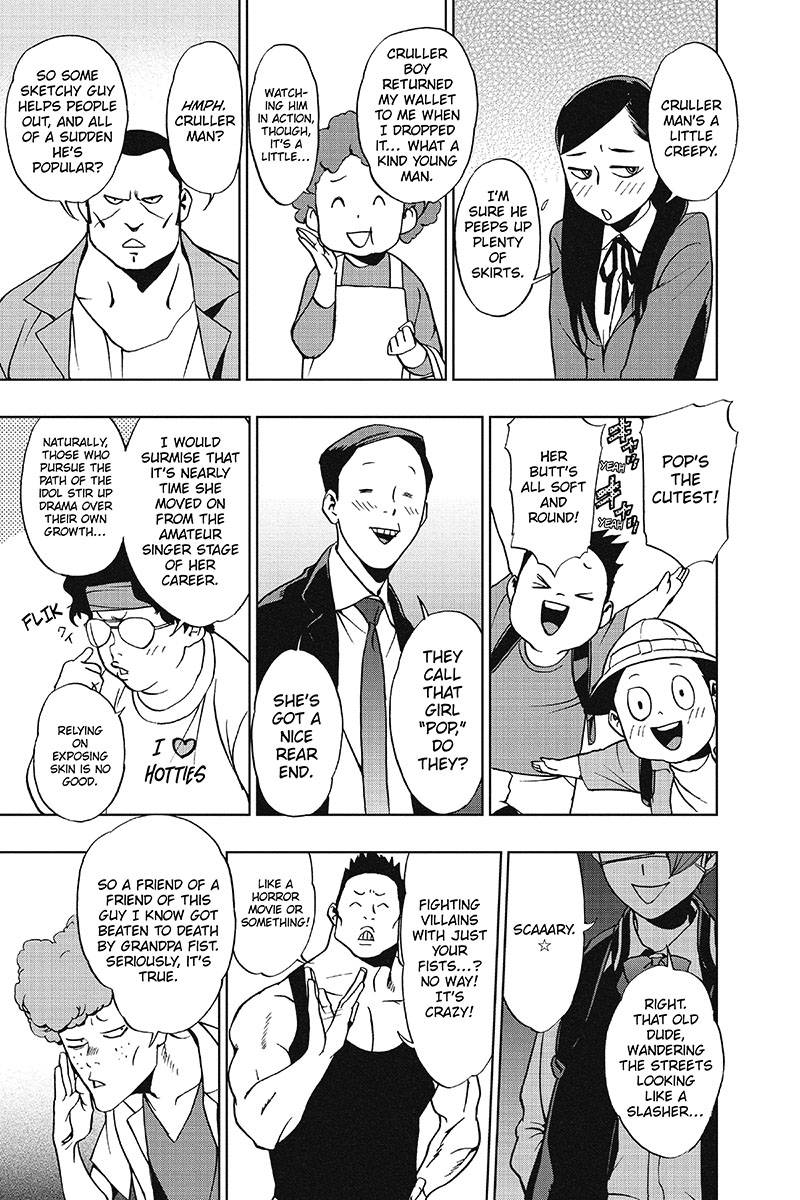 CRULLER
MAN'S A
LITTLE
CREEPY.
I'M
SURE HE
PEEPS UP
PLENTY
OF
SKIRTS.
CRULLER
BOY
RETURNED
MY WALLET
TO ME WHEN
I DROPPED
IT... WHAT A
KIND YOUNG
MAN.
WATCH-
ING HIM
IN ACTION,
THOUGH,
IT'S A
LITTLE...
HMPH.
CRULLER
MAN?
SO SOME
SKETCHY GUY
HELPS PEOPLE
OUT, AND ALL
OF A SUDDEN
HE'S
POPULAR?
POP'S
THE
CUTEST!
キャ
YEAH
キャ
YEAH
HER
BUTT'S
ALL SOFT
AND
ROUND!
THEY
CALL
THAT
GIRL
"POP,"
DO
THEY?
SHE'S
GOT A
NICE
REAR
END.
I WOULD
SURMISE THAT
IT'S NEARLY
TIME SHE
MOVED ON
FROM THE
AMATEUR
SINGER STAGE
OF HER
CAREER.
NATURALLY,
THOSE WHO
PURSUE THE
PATH OF THE
IDOL STIR UP
DRAMA OVER
THEIR OWN
GROWTH...
FLIK
クイ
RELYING
ON
EXPOSING
SKIN IS NO
GOOD.
I ♥
HOTTIES
SCAAARY.
☆
RIGHT.
THAT OLD
DUDE,
WANDERING
THE STREETS
LOOKING
LIKE A
SLASHER...
FIGHTING
VILLAINS
WITH JUST
YOUR
FISTS...?
NO WAY!
IT'S
CRAZY!
LIKE A
HORROR
MOVIE OR
SOMETHING!
SO A FRIEND OF A
FRIEND OF THIS
GUY I KNOW GOT
BEATEN TO DEATH
BY GRANDPA FIST.
SERIOUSLY, IT'S
TRUE.